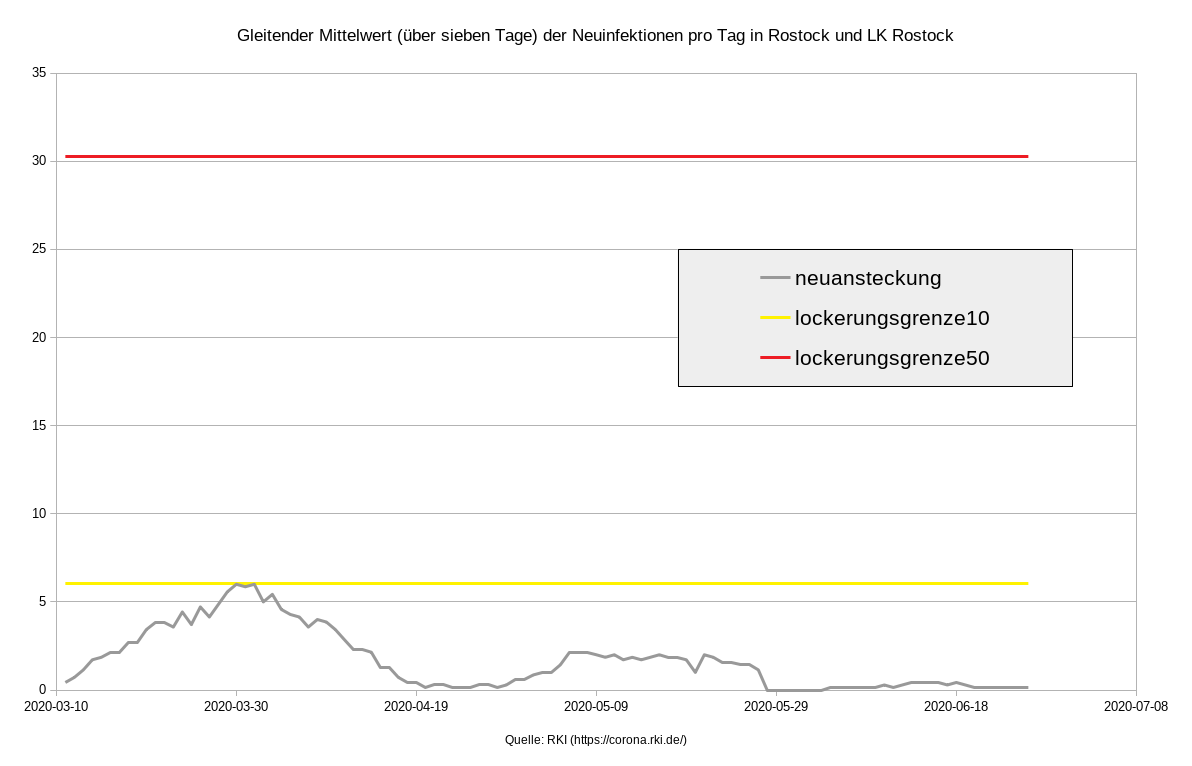 Gleitender Mittelwert (über sieben Tage) der Neuinfektionen pro Tag in Rostock und LK Rostock
35
30
25
20
15
10
5
0
neuansteckung
lockerungsgrenze10
lockerungsgrenze50
2020-03-10 2020-03-30 2020-04-19 2020-05-09 2020-05-29 2020-06-18 2020-07-08
Quelle: RKI (https://corona.rki.de/)